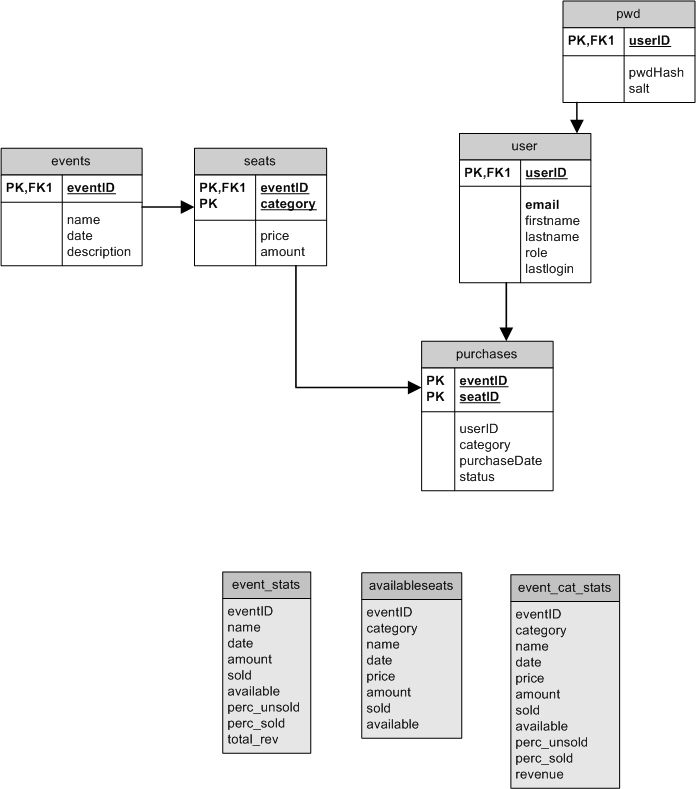 pwd
PK,FK1 userID
pwdHash
salt
user
PK,FK1 userID
email
firstname
lastname
role
lastlogin
events
PK,FK1 eventID
name
date
description
seats
PK,FK1 eventID
PK category
price
amount
purchases
PK eventID
PK seatID
userID
category
purchaseDate
status
event_stats
eventID
name
date
amount
sold
available
perc_unsold
perc_sold
total_rev
availableseats
eventID
category
name
date
price
amount
sold
available
event_cat_stats
eventID
category
name
date
price
amount
sold
available
perc_unsold
perc_sold
revenue